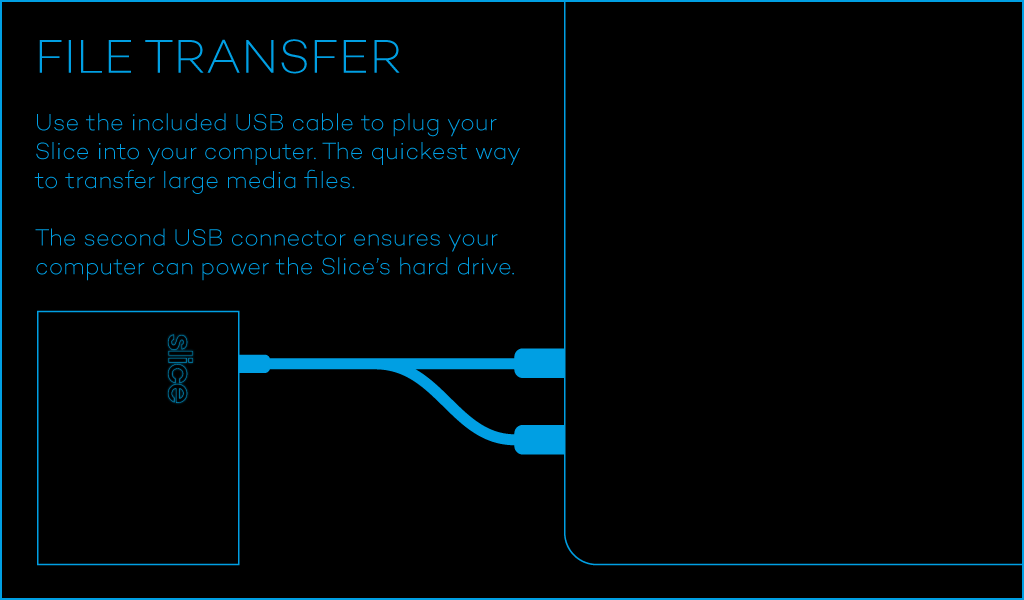 FILE TRANSFER
Use the included USB cable to plug your
Slice into your computer. The quickest way
to transfer large media files.
The second USB connector ensures your
computer can power the Slice’s hard drive.
slice